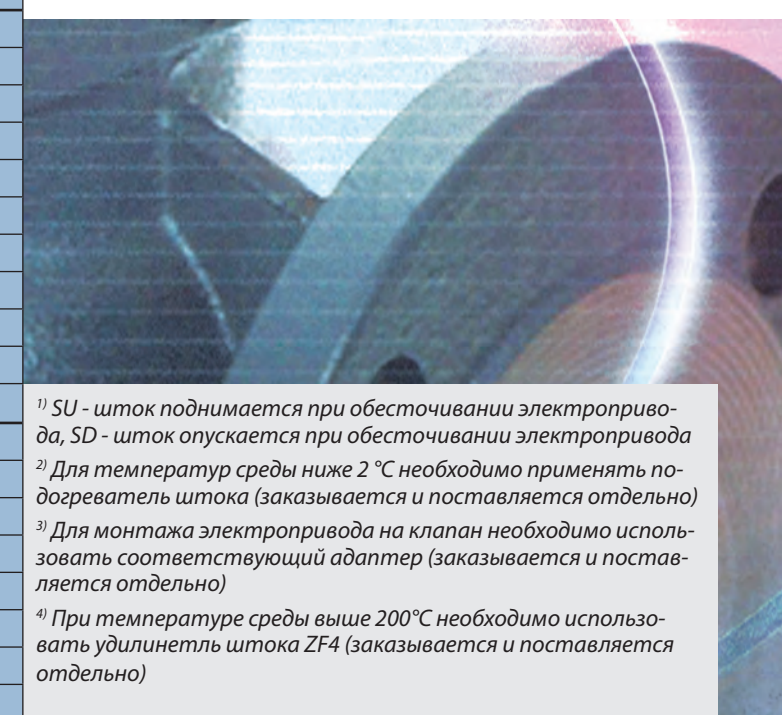 1) SU - шток поднимается при обесточивании электроприво-
да, SD - шток опускается при обесточивании электропривода
2) Для температур среды ниже 2 °C необходимо применять по-
догреватель штока (заказывается и поставляется отдельно)
3) Для монтажа электропривода на клапан необходимо исполь-
зовать соответствующий адаптер (заказывается и постав-
ляется отдельно)
4) При температуре среды выше 200°C необходимо использо-
вать удилинетль штока ZF4 (заказывается и поставляется
отдельно)